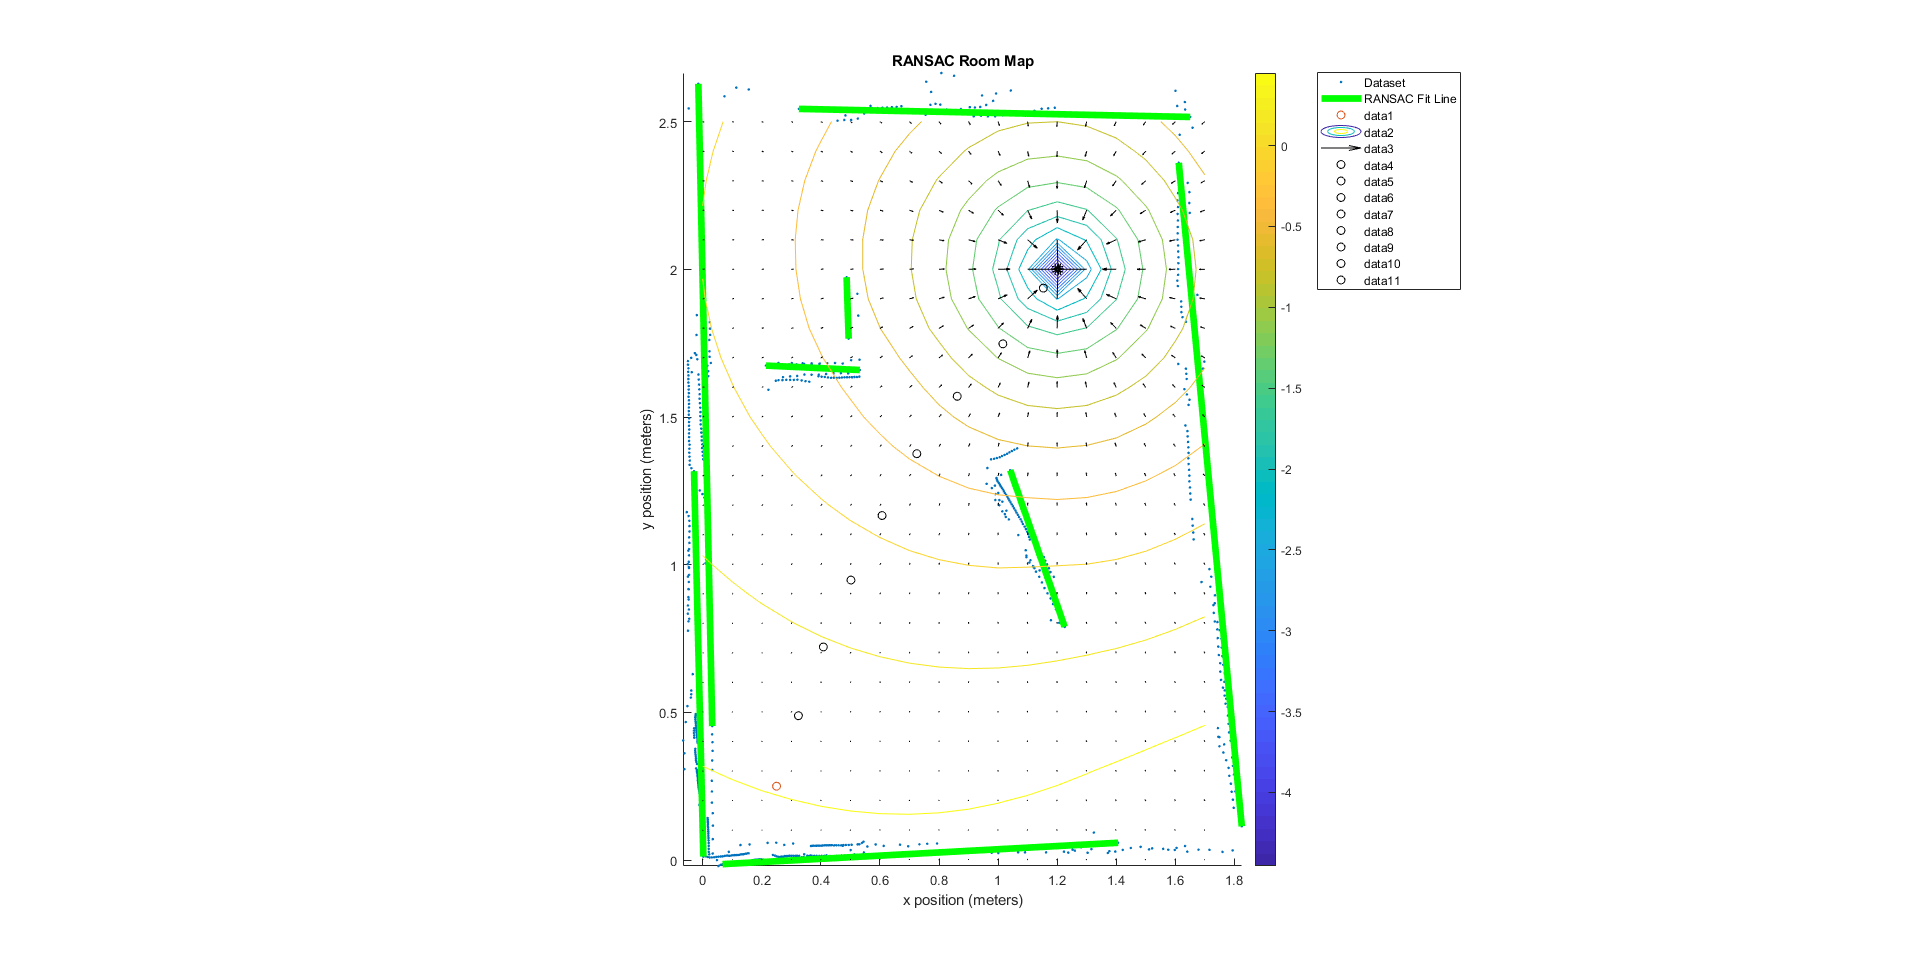 RANSAC Room Map
2.5
2
1.5
1
0.5
0
y position (meters)
0 0.2 0.4 0.6 0.8 1 1.2 1.4 1.6 1.8
x position (meters)
0
-0.5
-1
-1.5
-2
-2.5
-3
-3.5
-4
Dataset
RANSAC Fit Line
data1
data2
data3
data4
data5
data6
data7
data8
data9
data10
data11